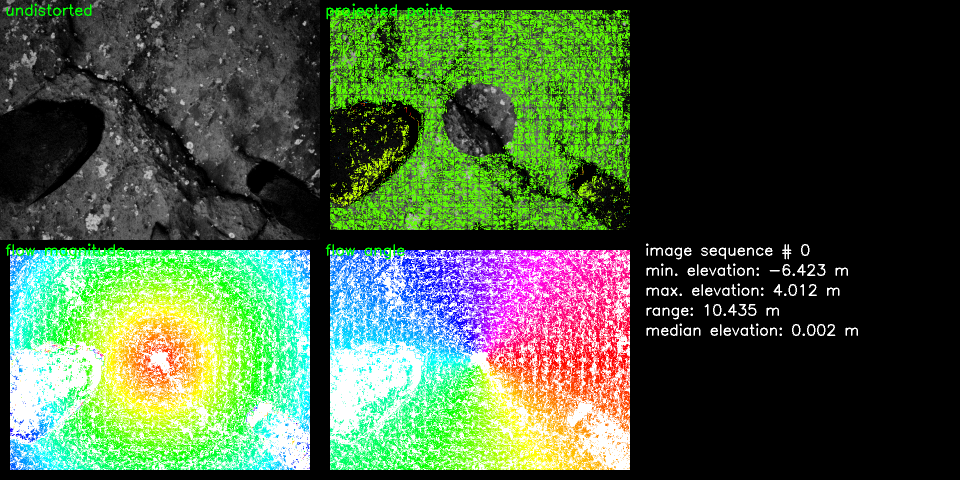 undistorted
projected points
flow magnitude
flow angle
image sequence # 0
min. elevation: -6.423 m
max. elevation: 4.012 m
range: 10.435 m
median elevation: 0.002 m